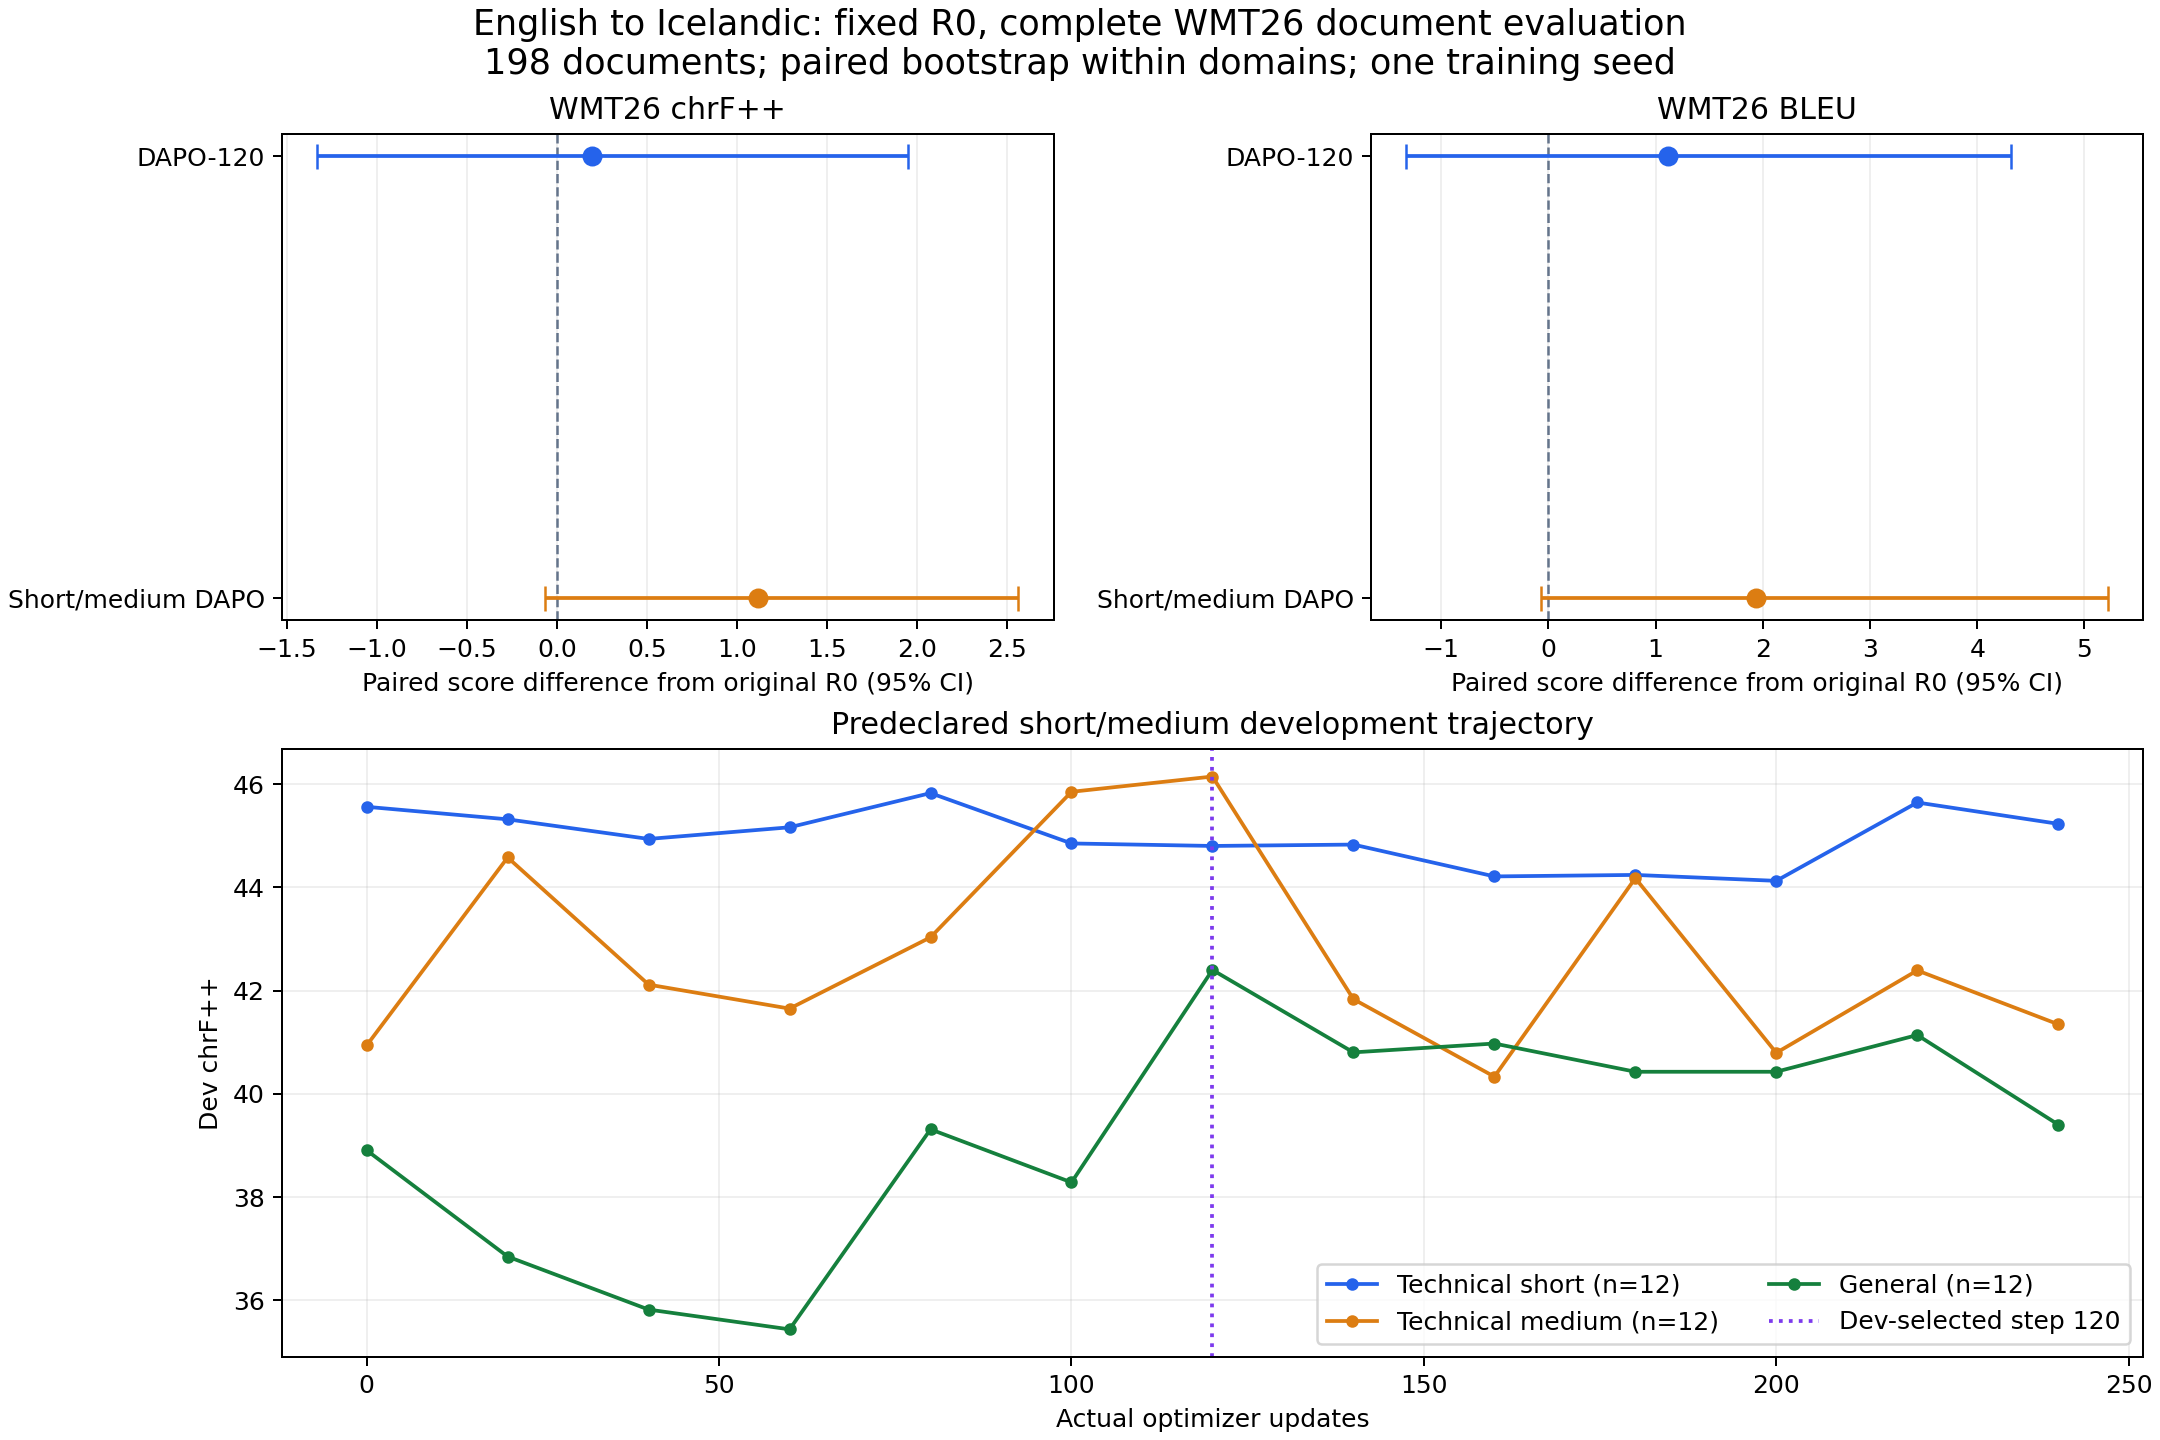 English to Icelandic: fixed R0, complete WMT26 document evaluation
198 documents; paired bootstrap within domains; one training seed
WMT26 chrF++
DAPO-120
Short/medium DAPO
−1.5 −1.0 −0.5 0.0 0.5 1.0 1.5 2.0 2.5
Paired score difference from original R0 (95% CI)
WMT26 BLEU
DAPO-120
Short/medium DAPO
−1 0 1 2 3 4 5
Paired score difference from original R0 (95% CI)
Predeclared short/medium development trajectory
Dev chrF++
46
44
42
40
38
36
Technical short (n=12)
Technical medium (n=12)
General (n=12)
Dev-selected step 120
0 50 100 150 200 250
Actual optimizer updates